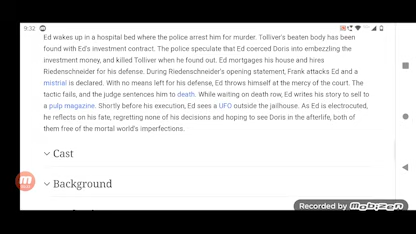 9:32
Ed wakes up in a hospital bed where the police arrest him for murder. Tolliver's beaten body has been
found with Ed's investment contract. The police speculate that Ed coerced Doris into embezzling the
investment money, and killed Tolliver when he found out. Ed mortgages his house and hires
Riedenschneider for his defense. During Riedenschneider's opening statement, Frank attacks Ed and a
mistrial is declared. With no means left for his defense, Ed throws himself at the mercy of the court. The
tactic fails, and the judge sentences him to death. While waiting on death row, Ed writes his story to sell to
a pulp magazine. Shortly before his execution, Ed sees a UFO outside the jailhouse. As Ed is electrocuted,
he reflects on his fate, regretting none of his decisions and hoping to see Doris in the afterlife, both of
them free of the mortal world's imperfections.
Cast
Background
Recorded by mobizen